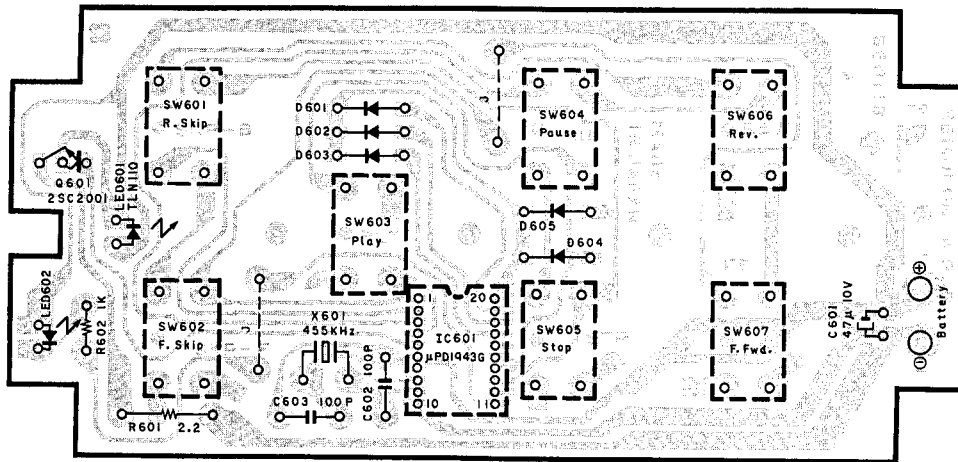 SW601
R.Skip
D601
D602
D603
J
SW604
Pause
SW606
Rev.
Q601
2SC2001
LED601
TLN110
SW603
Play
D605
D604
LED602
R602 1K
SW602
F.Skip
J
X601
455KHz
C603 100P
C602 100P
1 20
IC601
μPD1943G
10 11
SW605
Stop
SW607
F.Fwd.
C601
47μ 10V
+
Battery
−
R601 2.2